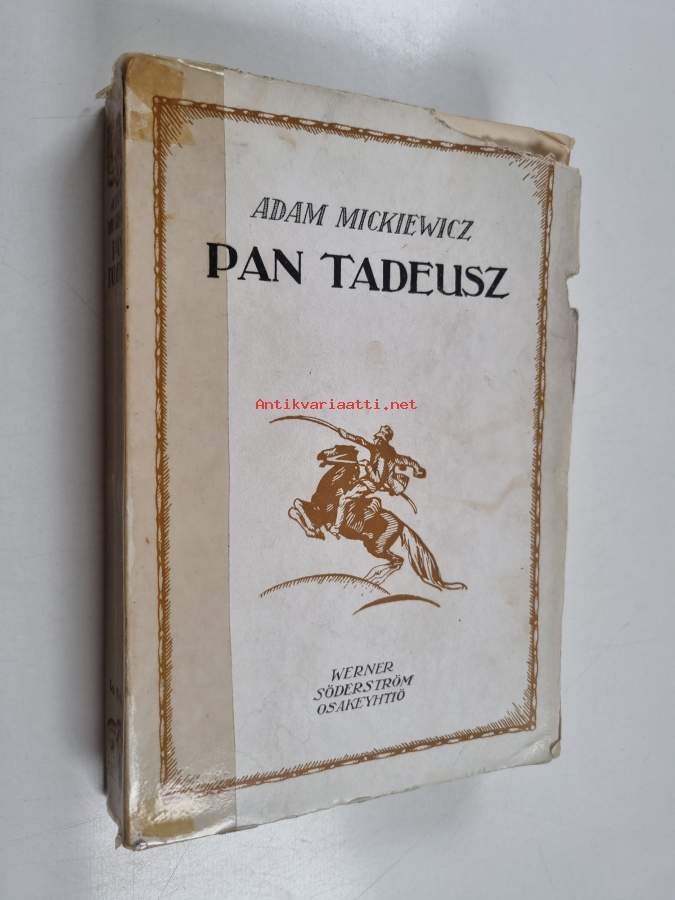 ADAM MICKIEWICZ
PAN TADEUSZ
Antikvariaatti.net
WERNER
SÖDERSTRÖM
OSAKEYHTIÖ